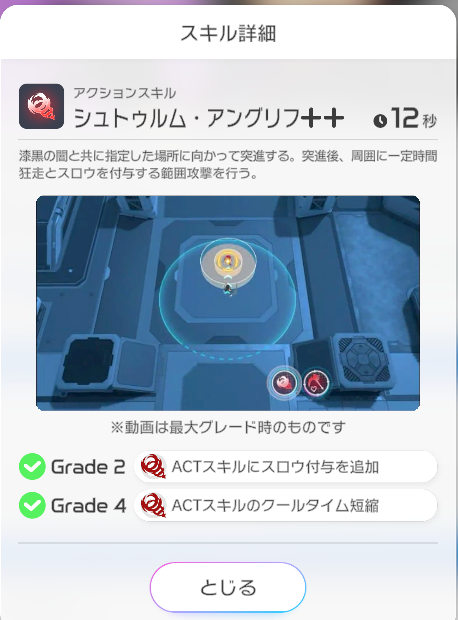 スキル詳細
アクションスキル
シュトゥルム・アングリフ++
12秒
漆黒の闇と共に指定した場所に向かって突進する。突進後、周囲に一定時間
狂走とスロウを付与する範囲攻撃を行う。
※動画は最大グレード時のものです
Grade 2 ACTスキルにスロウ付与を追加
Grade 4 ACTスキルのクールタイム短縮
とじる